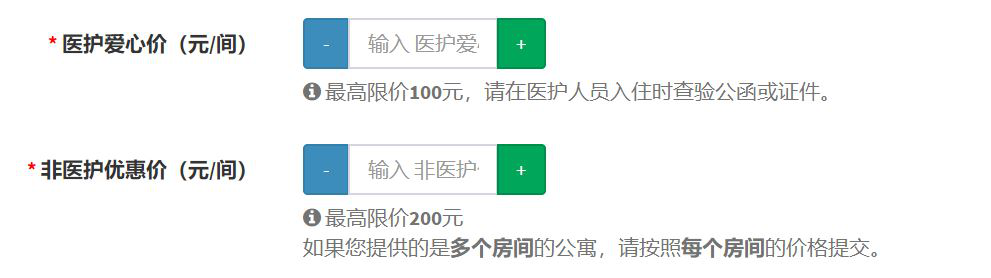 * 医护爱心价（元/间）
- 输入 医护爱 +
最高限价100元，请在医护人员入住时查验公函或证件。
* 非医护优惠价（元/间）
- 输入 非医护 +
最高限价200元
如果您提供的是多个房间的公寓，请按照每个房间的价格提交。